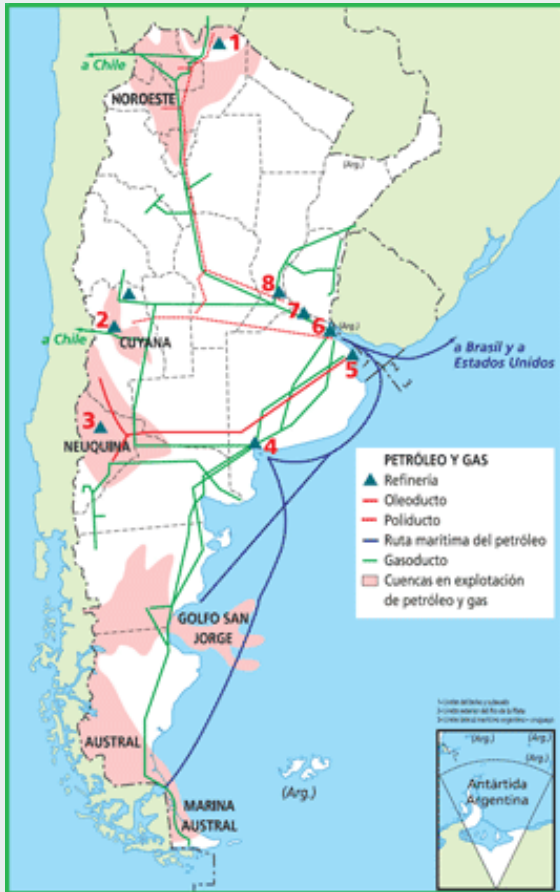 1
a Chile
NOROESTE
(Arg.)
8
7
2
6
(Arg.)
a Chile
CUYANA
5
a Brasil y a
Estados Unidos
3
NEUQUINA
4
PETRÓLEO Y GAS
Refinería
Oleoducto
Poliducto
Ruta marítima del petróleo
Gasoducto
Cuencas en explotación
de petróleo y gas
GOLFO SAN
JORGE
AUSTRAL
(Arg.)
MARINA
AUSTRAL
(Arg.)
(Arg.)
Antártida
Argentina